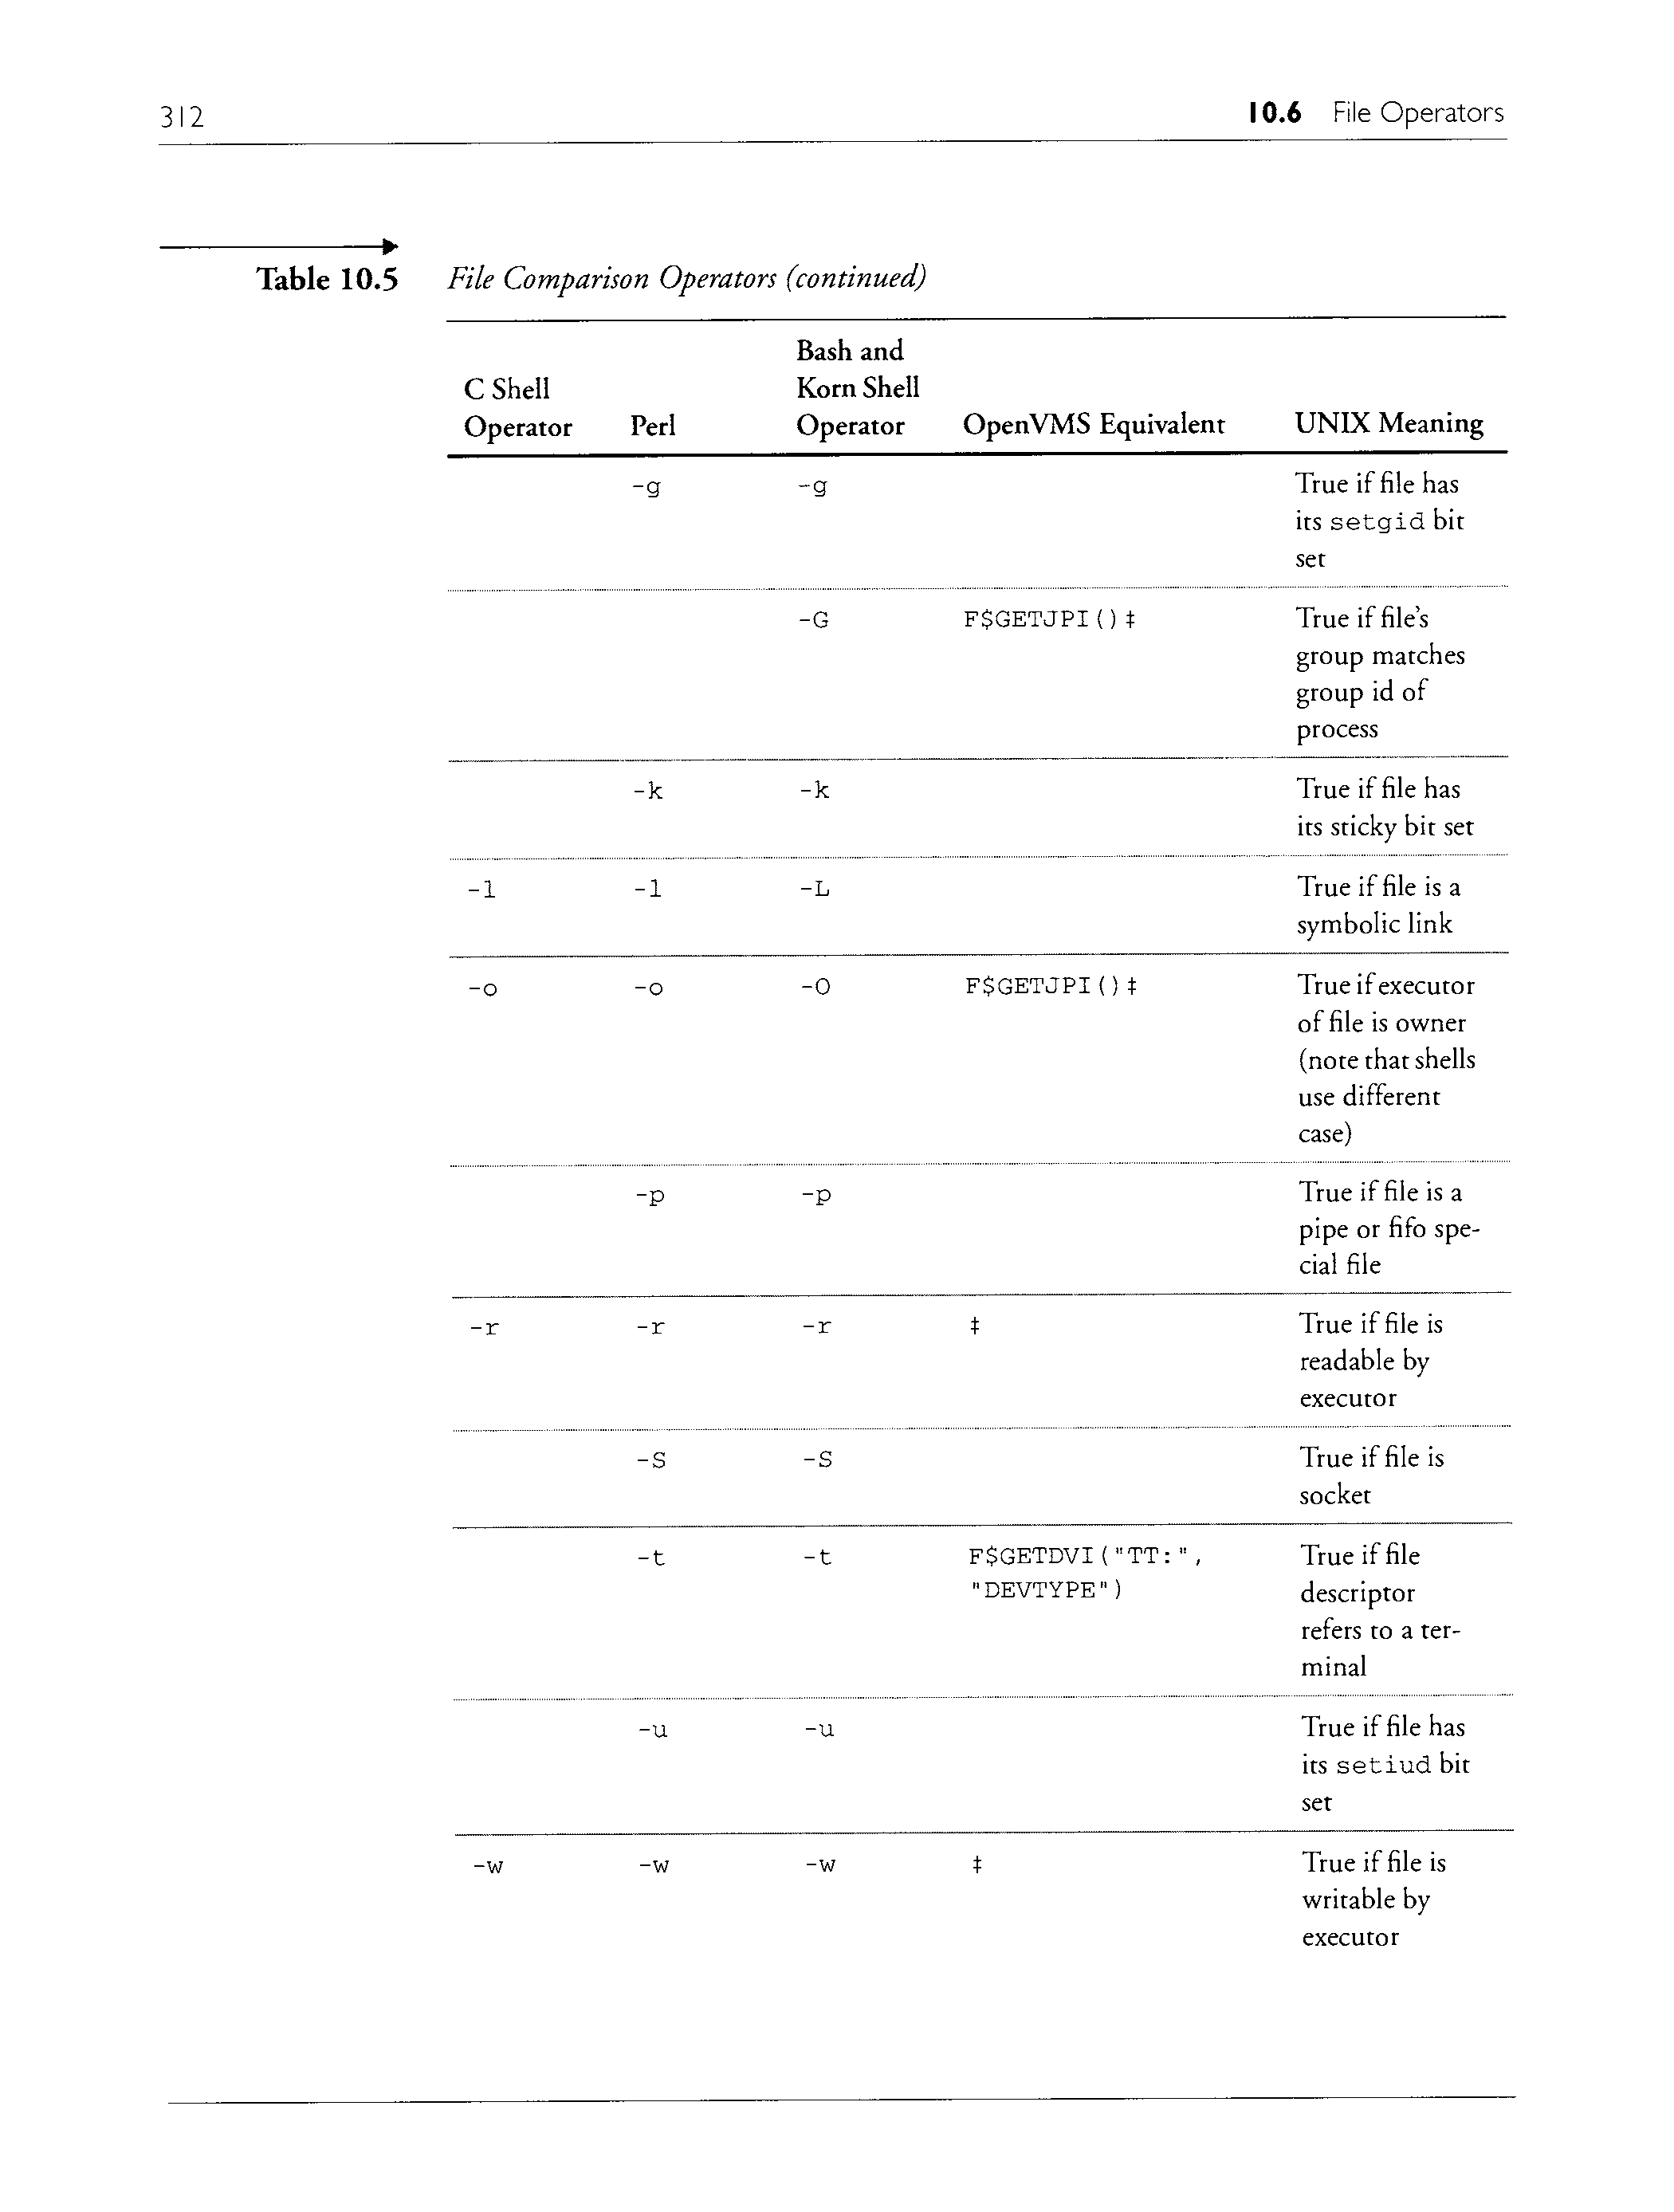 312
10.6 File Operators
Table 10.5 File Comparison Operators (continued)
Bash and
C Shell Korn Shell
Operator Perl Operator OpenVMS Equivalent UNIX Meaning
-g -g True if file has
its setgid bit
set
-G F$GETJPI()‡ True if file's
group matches
group id of
process
-k -k True if file has
its sticky bit set
-l -l -L True if file is a
symbolic link
-o -o -O F$GETJPI()‡ True if executor
of file is owner
(note that shells
use different
case)
-p -p True if file is a
pipe or fifo spe-
cial file
-r -r -r ‡ True if file is
readable by
executor
-S -S True if file is
socket
-t -t F$GETDVI("TT:", True if file
"DEVTYPE") descriptor
refers to a ter-
minal
-u -u True if file has
its setiud bit
set
-w -w -w ‡ True if file is
writable by
executor